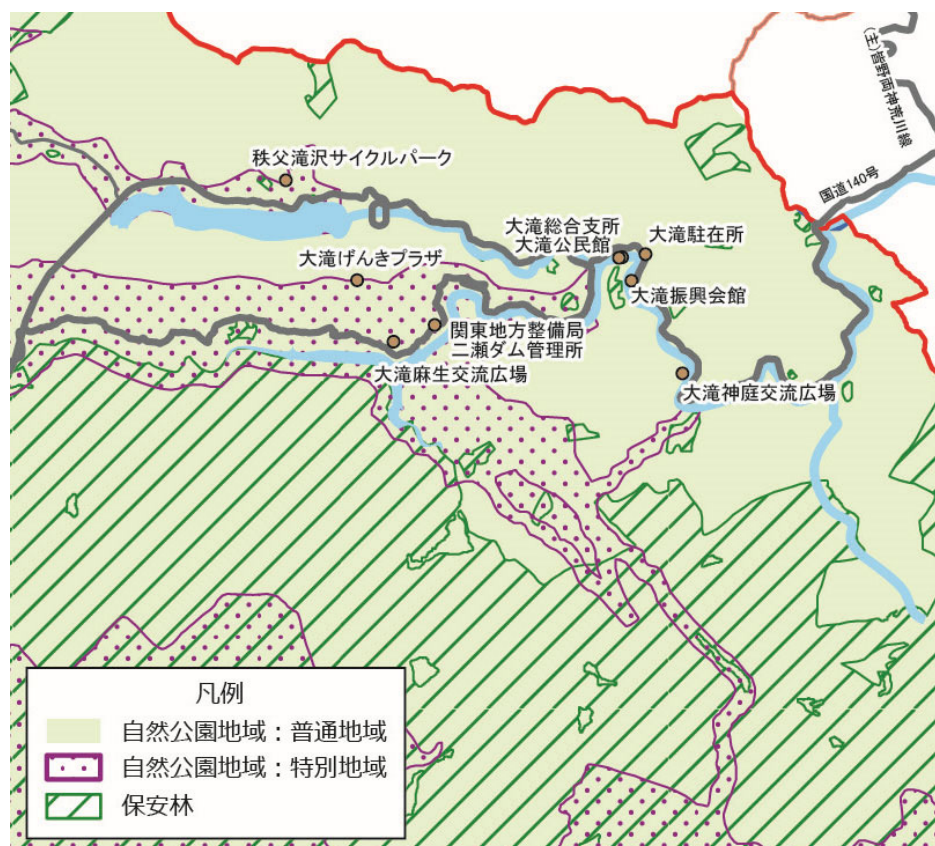 (主)皆野両神荒川線
国道140号
秩父滝沢サイクルパーク
大滝総合支所
大滝公民館
大滝駐在所
大滝げんきプラザ
大滝振興会館
関東地方整備局
二瀬ダム管理所
大滝麻生交流広場
大滝神庭交流広場
凡例
自然公園地域：普通地域
自然公園地域：特別地域
保安林